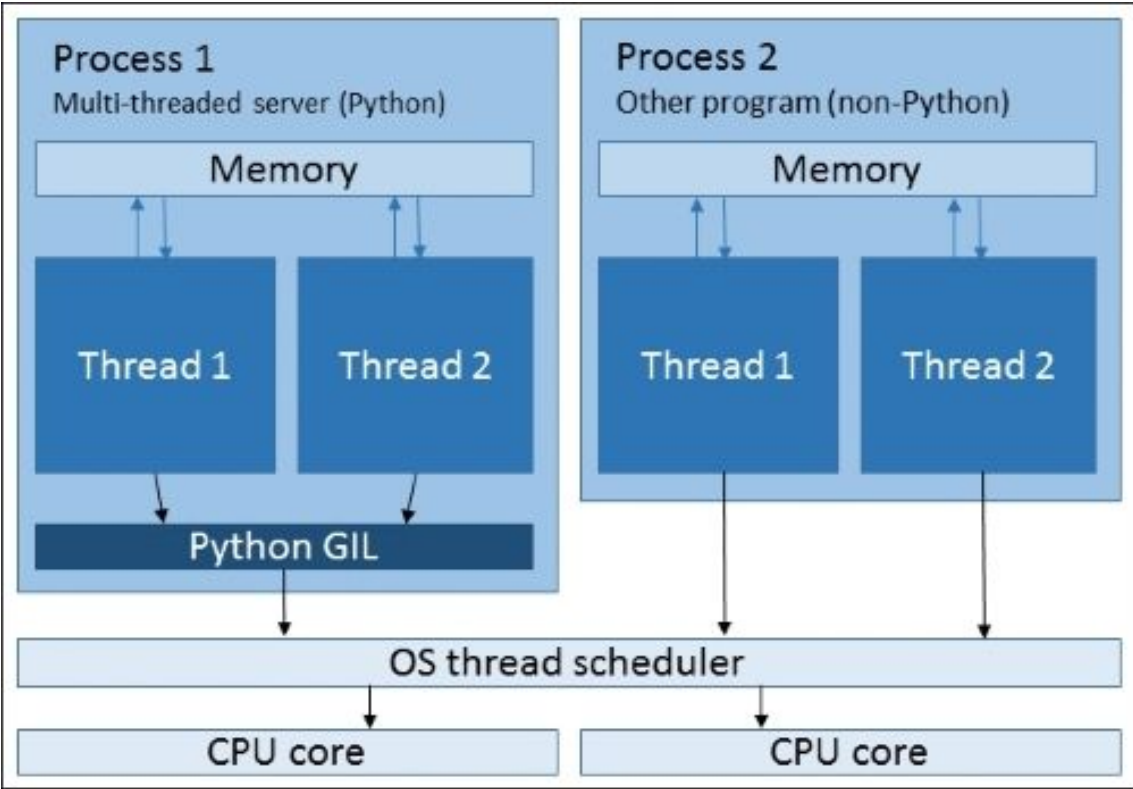 Process 1
Multi-threaded server (Python)
Memory
Thread 1
Thread 2
Python GIL
Process 2
Other program (non-Python)
Memory
Thread 1
Thread 2
OS thread scheduler
CPU core
CPU core